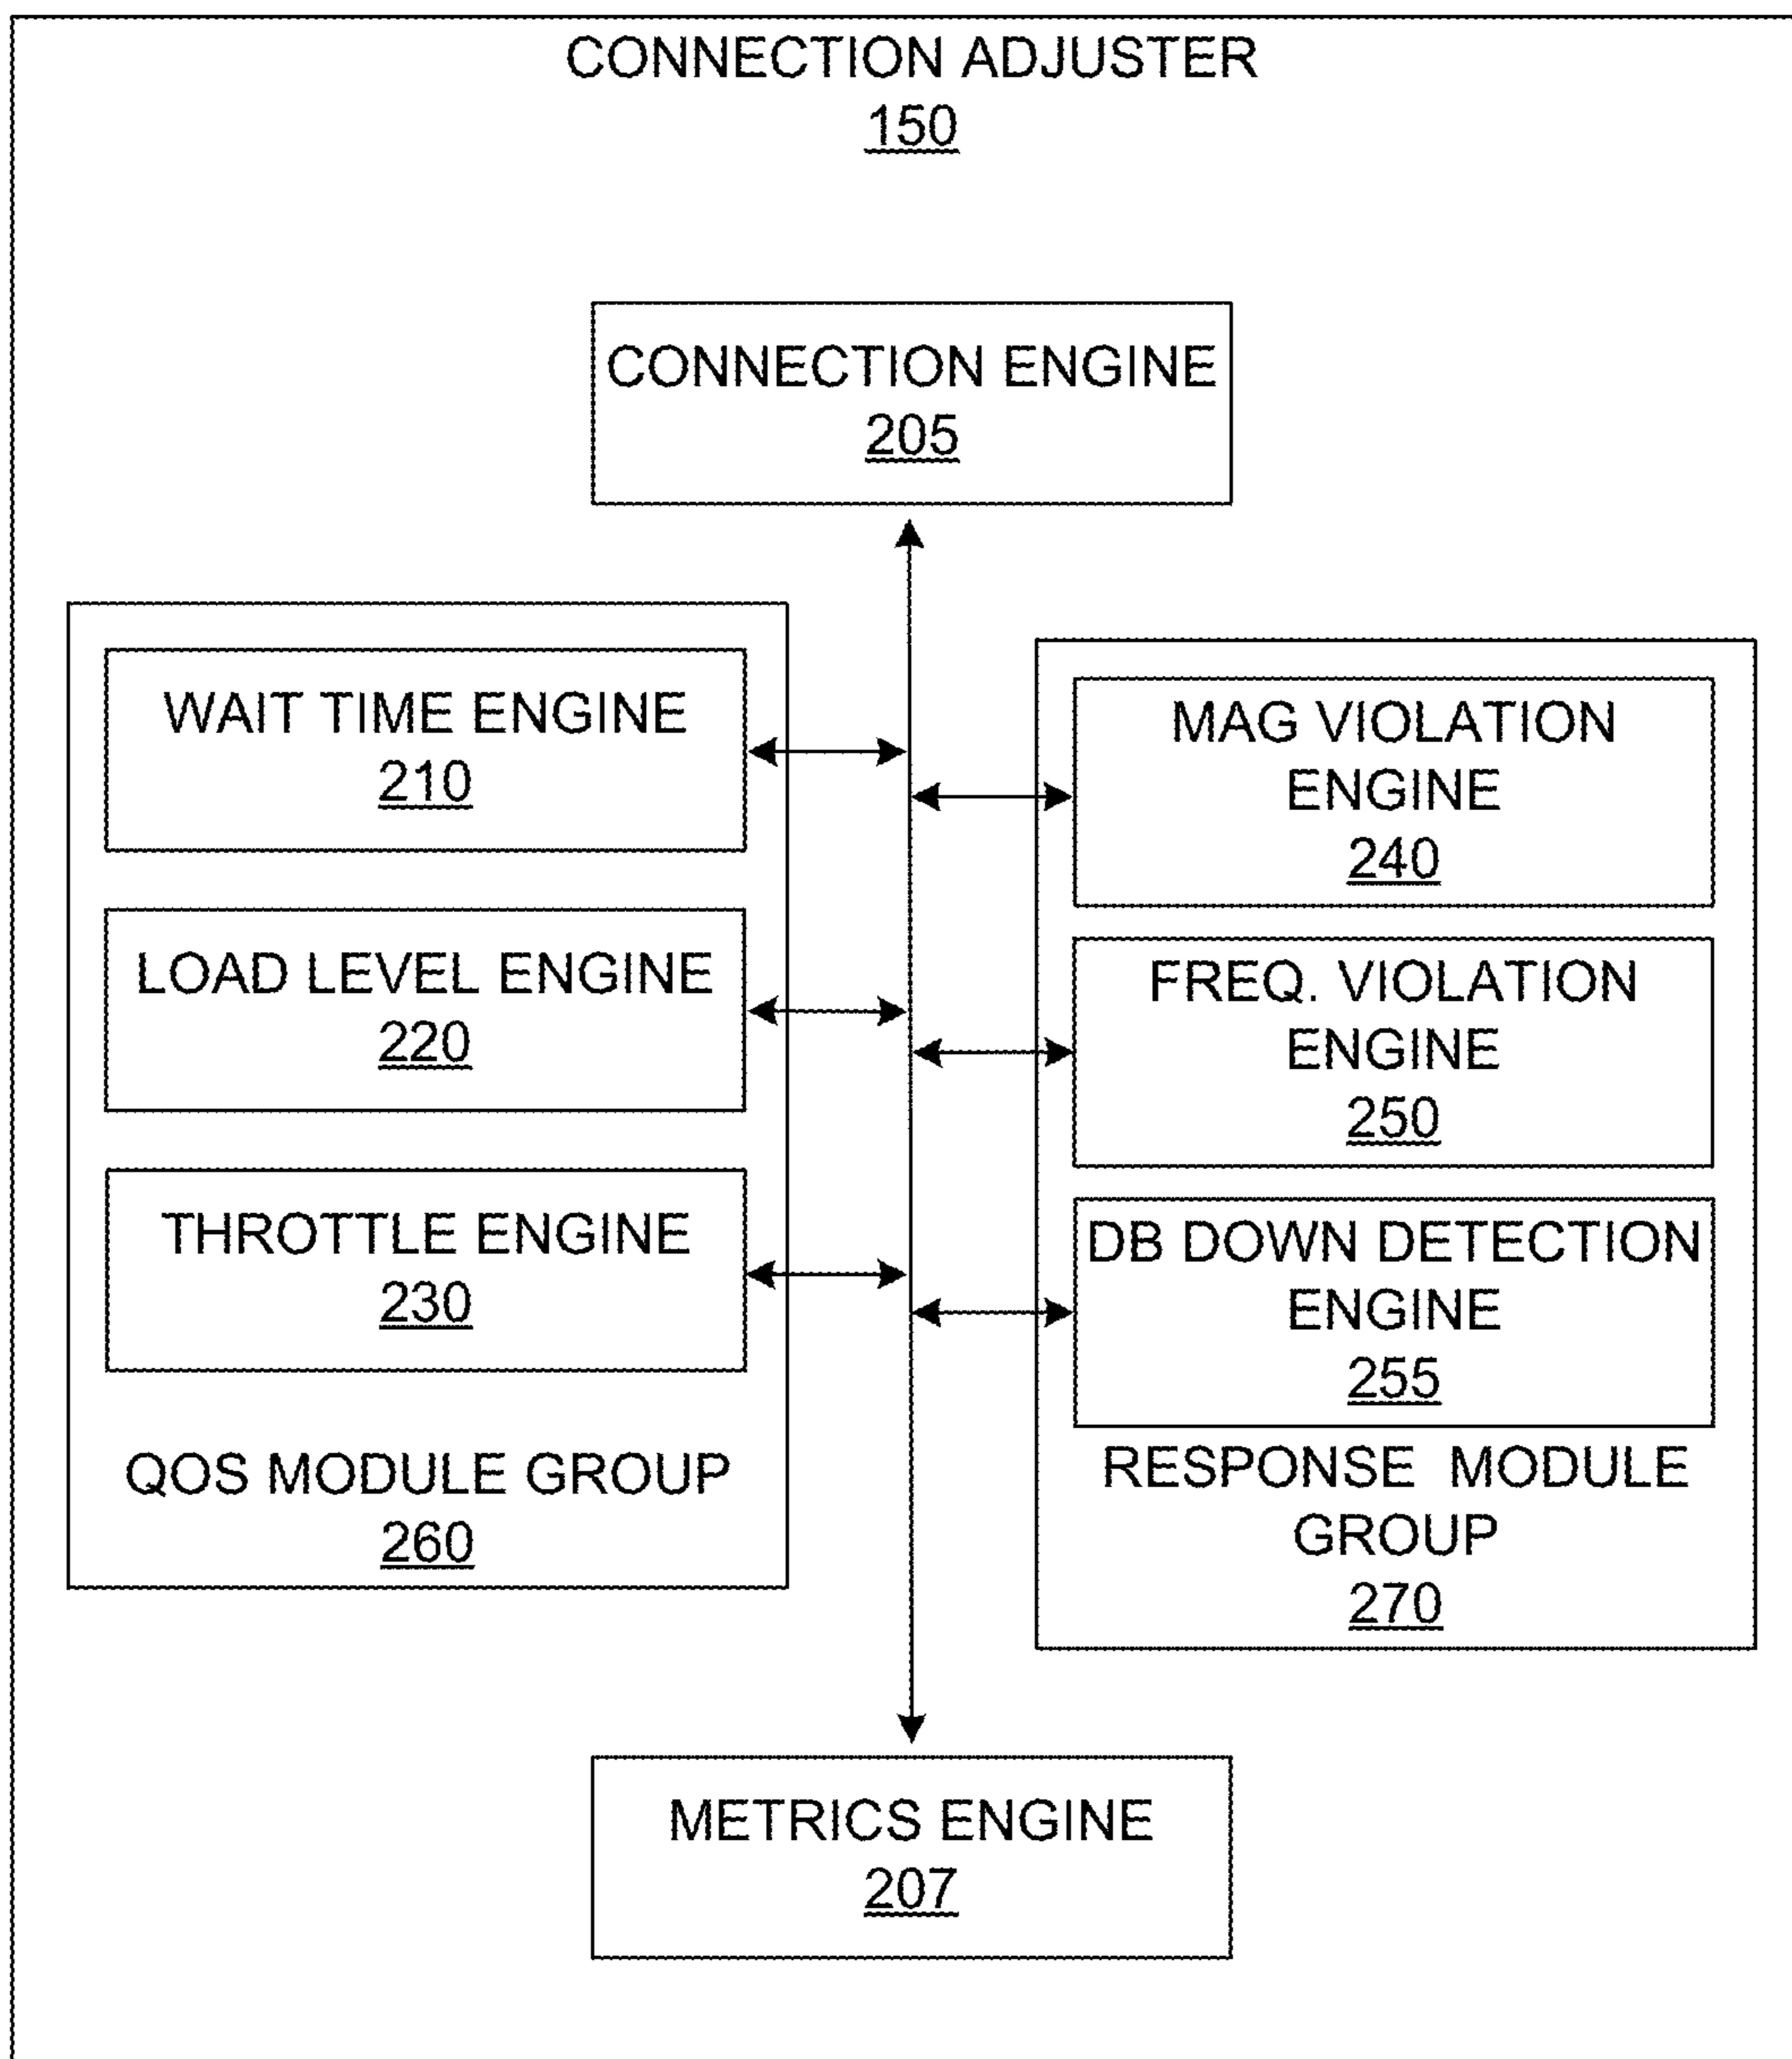 CONNECTION ADJUSTER
150
CONNECTION ENGINE
205
WAIT TIME ENGINE
210
LOAD LEVEL ENGINE
220
THROTTLE ENGINE
230
QOS MODULE GROUP
260
MAG VIOLATION
ENGINE
240
FREQ. VIOLATION
ENGINE
250
DB DOWN DETECTION
ENGINE
255
RESPONSE MODULE
GROUP
270
METRICS ENGINE
207